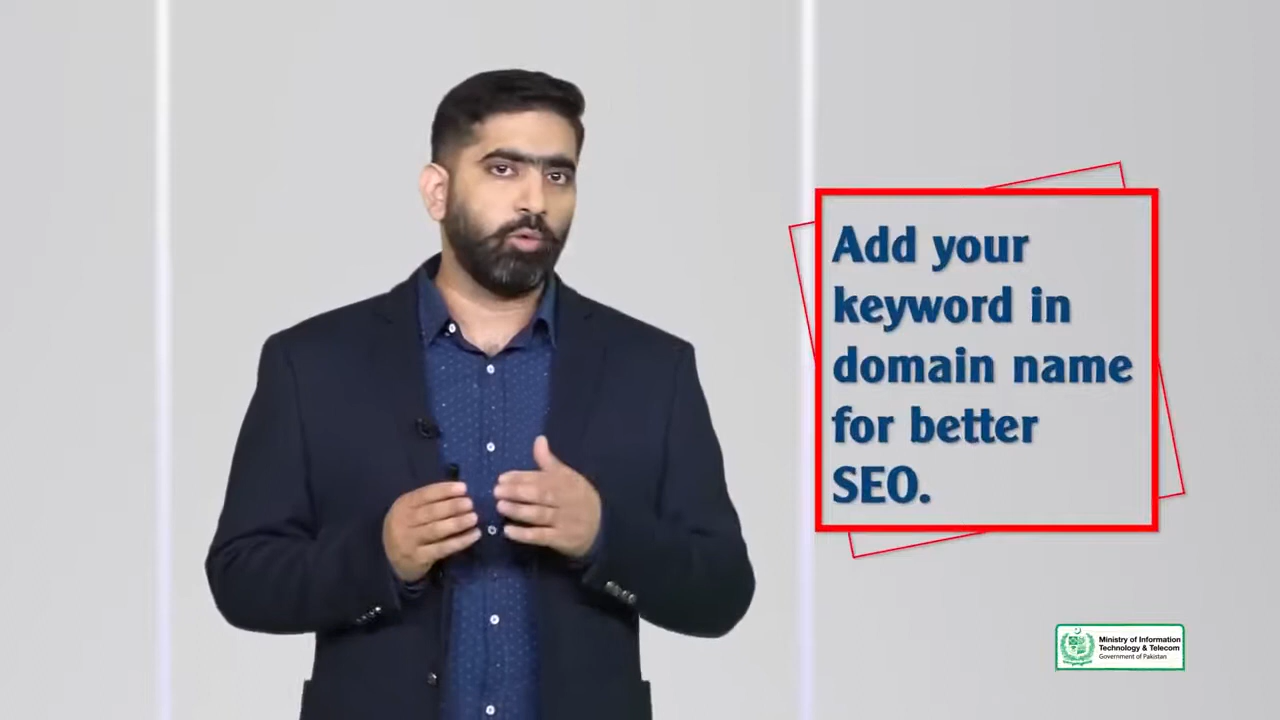 Add your
keyword in
domain name
for better
SEO.
Ministry of Information
Technology & Telecom
Government of Pakistan